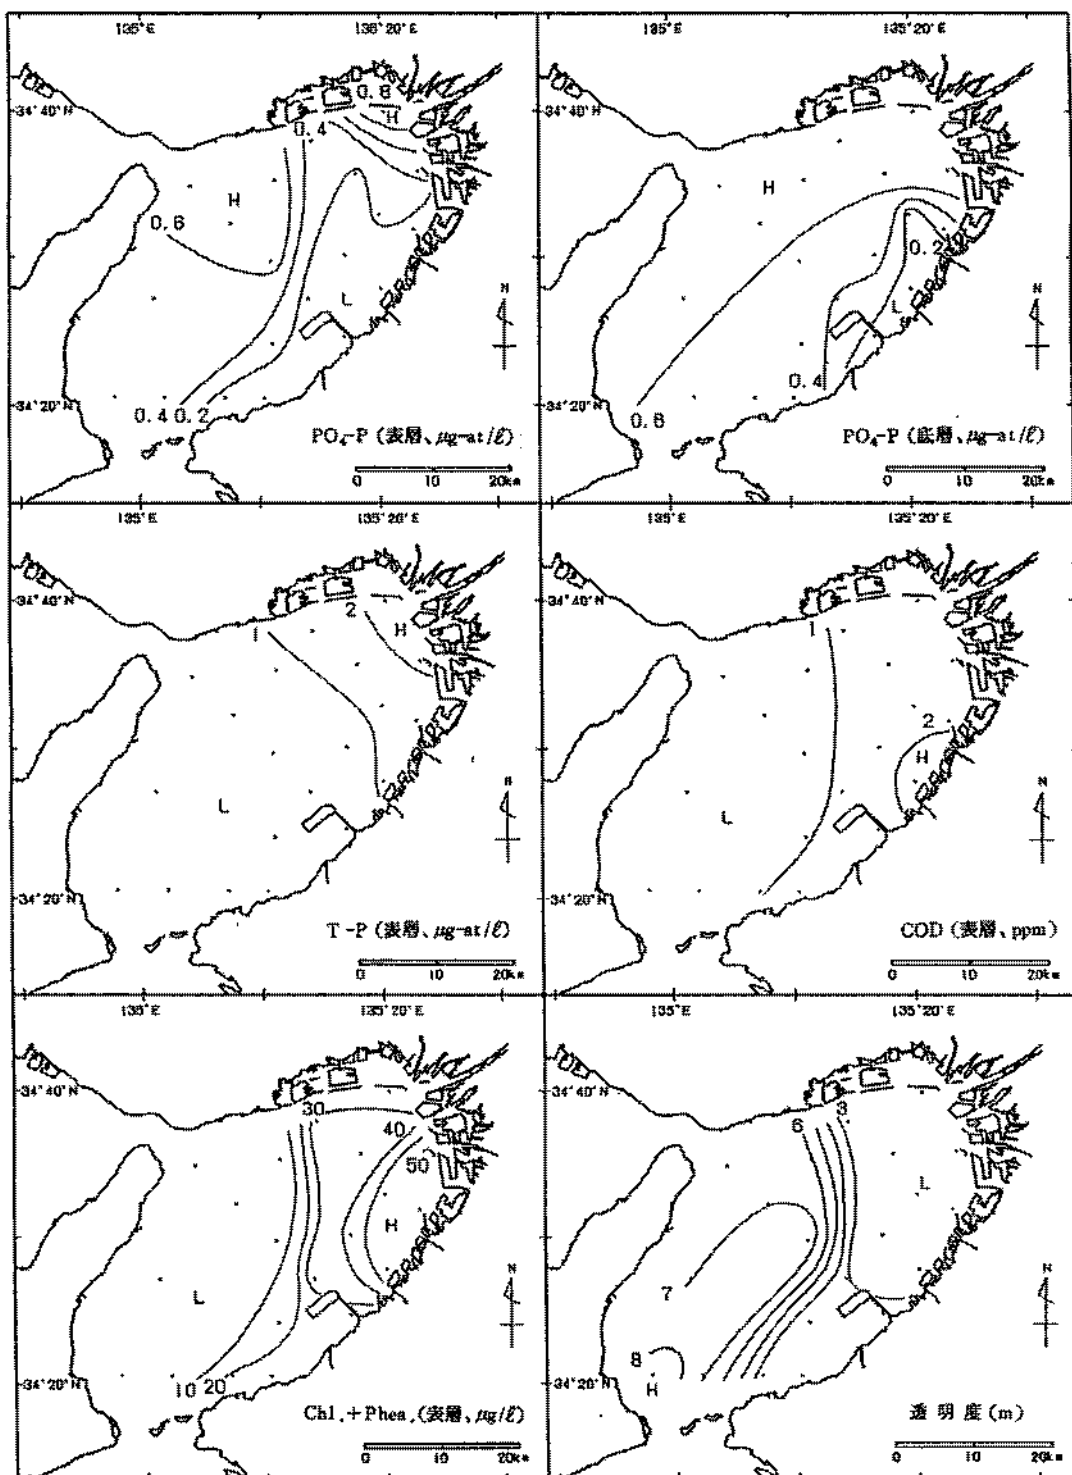 135°E 135°20'E
34°40'N
0.8
H
0.4
H
0.6
L
N
34°20'N
0.4 0.2
PO₄-P (表層、μg-at/ℓ)
0 10 20km
135°E 135°20'E
34°40'N
H
0.2
L
N
0.4
34°20'N
0.6
PO₄-P (底層、μg-at/ℓ)
0 10 20km
135°E 135°20'E
34°40'N
2
1
H
L
N
34°20'N
T-P (表層、μg-at/ℓ)
0 10 20km
135°E 135°20'E
34°40'N
1
2
H
L
N
34°20'N
COD (表層、ppm)
0 10 20km
135°E 135°20'E
34°40'N
30
40
50
H
L
N
34°20'N
10 20
Chl.+Phea.(表層、μg/ℓ)
0 10 20km
135°E 135°20'E
34°40'N
3
6
L
7
N
8
34°20'N
H
透明度(m)
0 10 20km